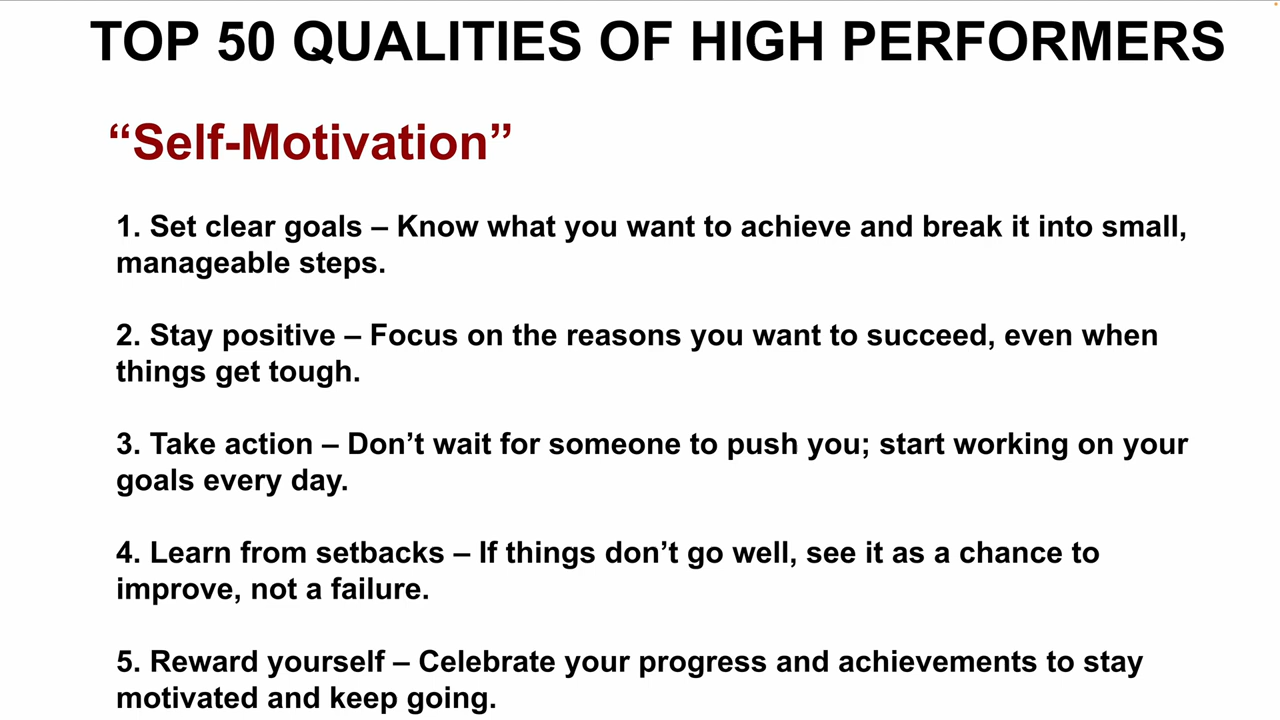 TOP 50 QUALITIES OF HIGH PERFORMERS
“Self-Motivation”
1. Set clear goals – Know what you want to achieve and break it into small,
manageable steps.
2. Stay positive – Focus on the reasons you want to succeed, even when
things get tough.
3. Take action – Don’t wait for someone to push you; start working on your
goals every day.
4. Learn from setbacks – If things don’t go well, see it as a chance to
improve, not a failure.
5. Reward yourself – Celebrate your progress and achievements to stay
motivated and keep going.